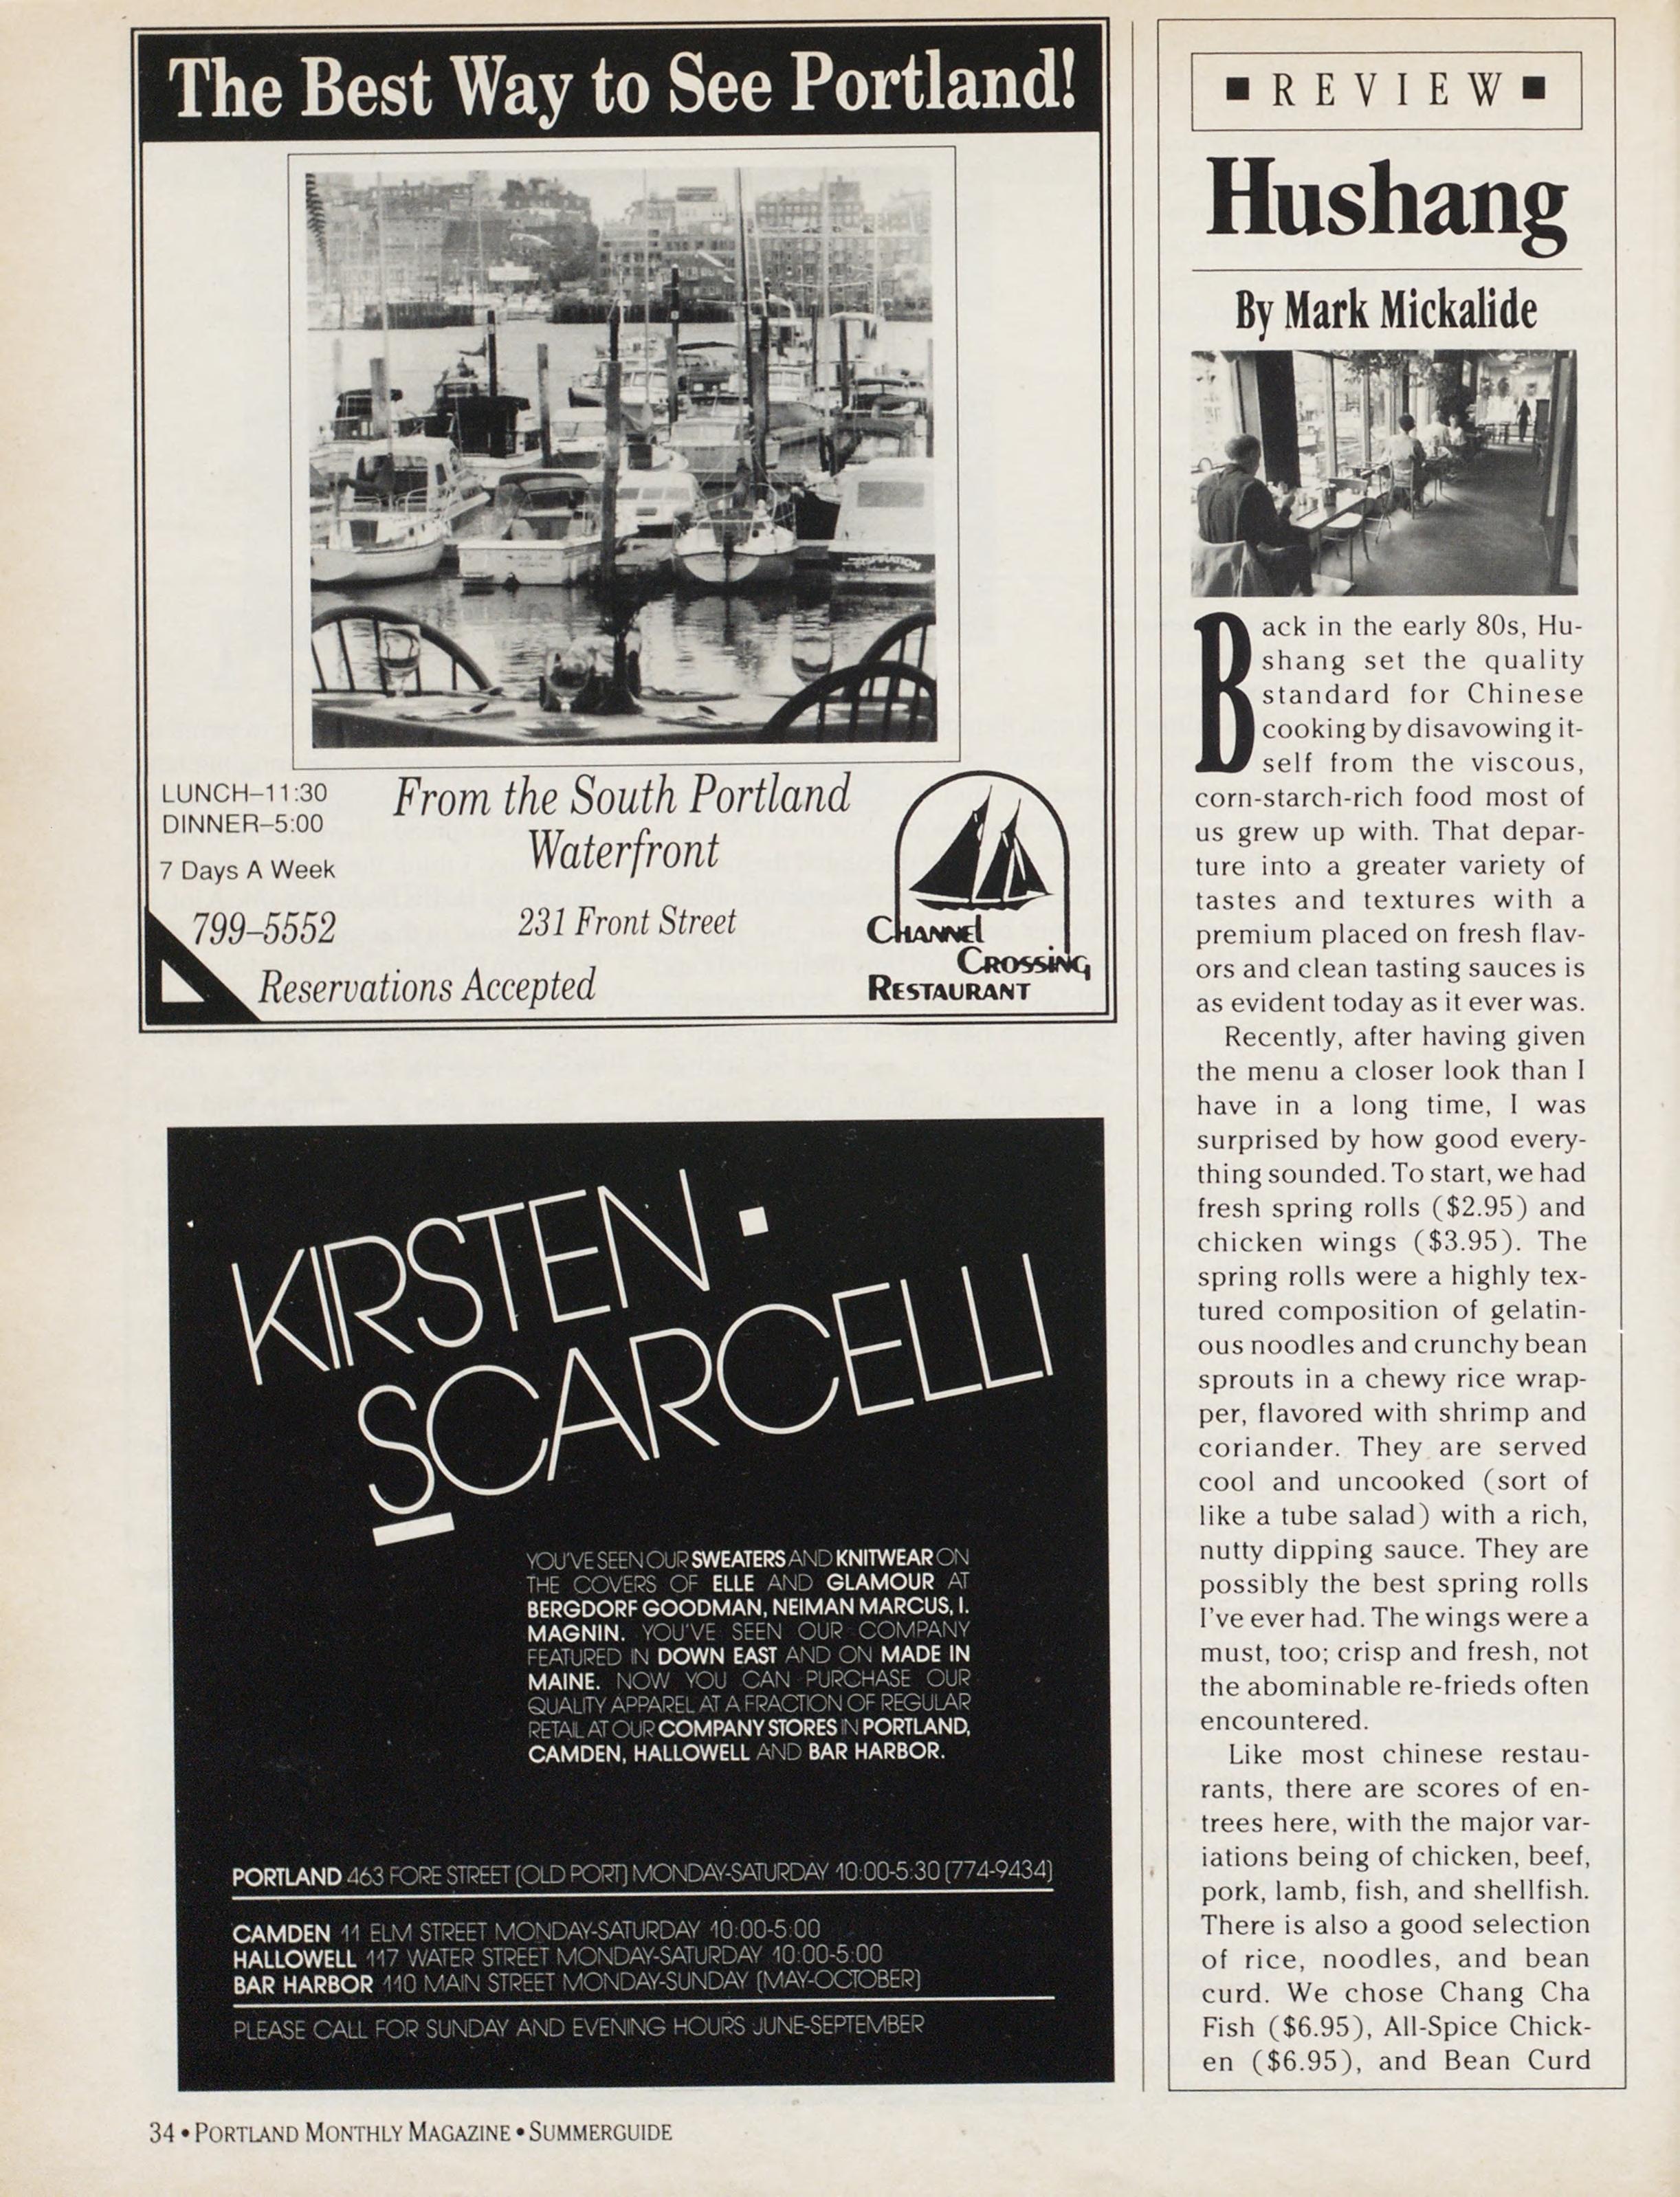 The Best Way to See Portland!
LUNCH–11:30
DINNER–5:00
7 Days A Week
799–5552
Reservations Accepted
From the South Portland
Waterfront
231 Front Street
CHANNEL
CROSSING
RESTAURANT
KIRSTEN
SCARCELLI
YOU'VE SEEN OUR SWEATERS AND KNITWEAR ON
THE COVERS OF ELLE AND GLAMOUR AT
BERGDORF GOODMAN, NEIMAN MARCUS, I.
MAGNIN. YOU'VE SEEN OUR COMPANY
FEATURED IN DOWN EAST AND ON MADE IN
MAINE. NOW YOU CAN PURCHASE OUR
QUALITY APPAREL AT A FRACTION OF REGULAR
RETAIL AT OUR COMPANY STORES IN PORTLAND,
CAMDEN, HALLOWELL AND BAR HARBOR.
PORTLAND 463 FORE STREET (OLD PORT) MONDAY-SATURDAY 10:00-5:30 (774-9434)
CAMDEN 11 ELM STREET MONDAY-SATURDAY 10:00-5:00
HALLOWELL 117 WATER STREET MONDAY-SATURDAY 10:00-5:00
BAR HARBOR 110 MAIN STREET MONDAY-SUNDAY (MAY-OCTOBER)
PLEASE CALL FOR SUNDAY AND EVENING HOURS JUNE-SEPTEMBER
■ REVIEW ■
Hushang
By Mark Mickalide
Back in the early 80s, Hu-
shang set the quality
standard for Chinese
cooking by disavowing it-
self from the viscous,
corn-starch-rich food most of
us grew up with. That depar-
ture into a greater variety of
tastes and textures with a
premium placed on fresh flav-
ors and clean tasting sauces is
as evident today as it ever was.
Recently, after having given
the menu a closer look than I
have in a long time, I was
surprised by how good every-
thing sounded. To start, we had
fresh spring rolls ($2.95) and
chicken wings ($3.95). The
spring rolls were a highly tex-
tured composition of gelatin-
ous noodles and crunchy bean
sprouts in a chewy rice wrap-
per, flavored with shrimp and
coriander. They are served
cool and uncooked (sort of
like a tube salad) with a rich,
nutty dipping sauce. They are
possibly the best spring rolls
I've ever had. The wings were a
must, too; crisp and fresh, not
the abominable re-frieds often
encountered.
Like most chinese restau-
rants, there are scores of en-
trees here, with the major var-
iations being of chicken, beef,
pork, lamb, fish, and shellfish.
There is also a good selection
of rice, noodles, and bean
curd. We chose Chang Cha
Fish ($6.95), All-Spice Chick-
en ($6.95), and Bean Curd
34 • PORTLAND MONTHLY MAGAZINE • SUMMERGUIDE